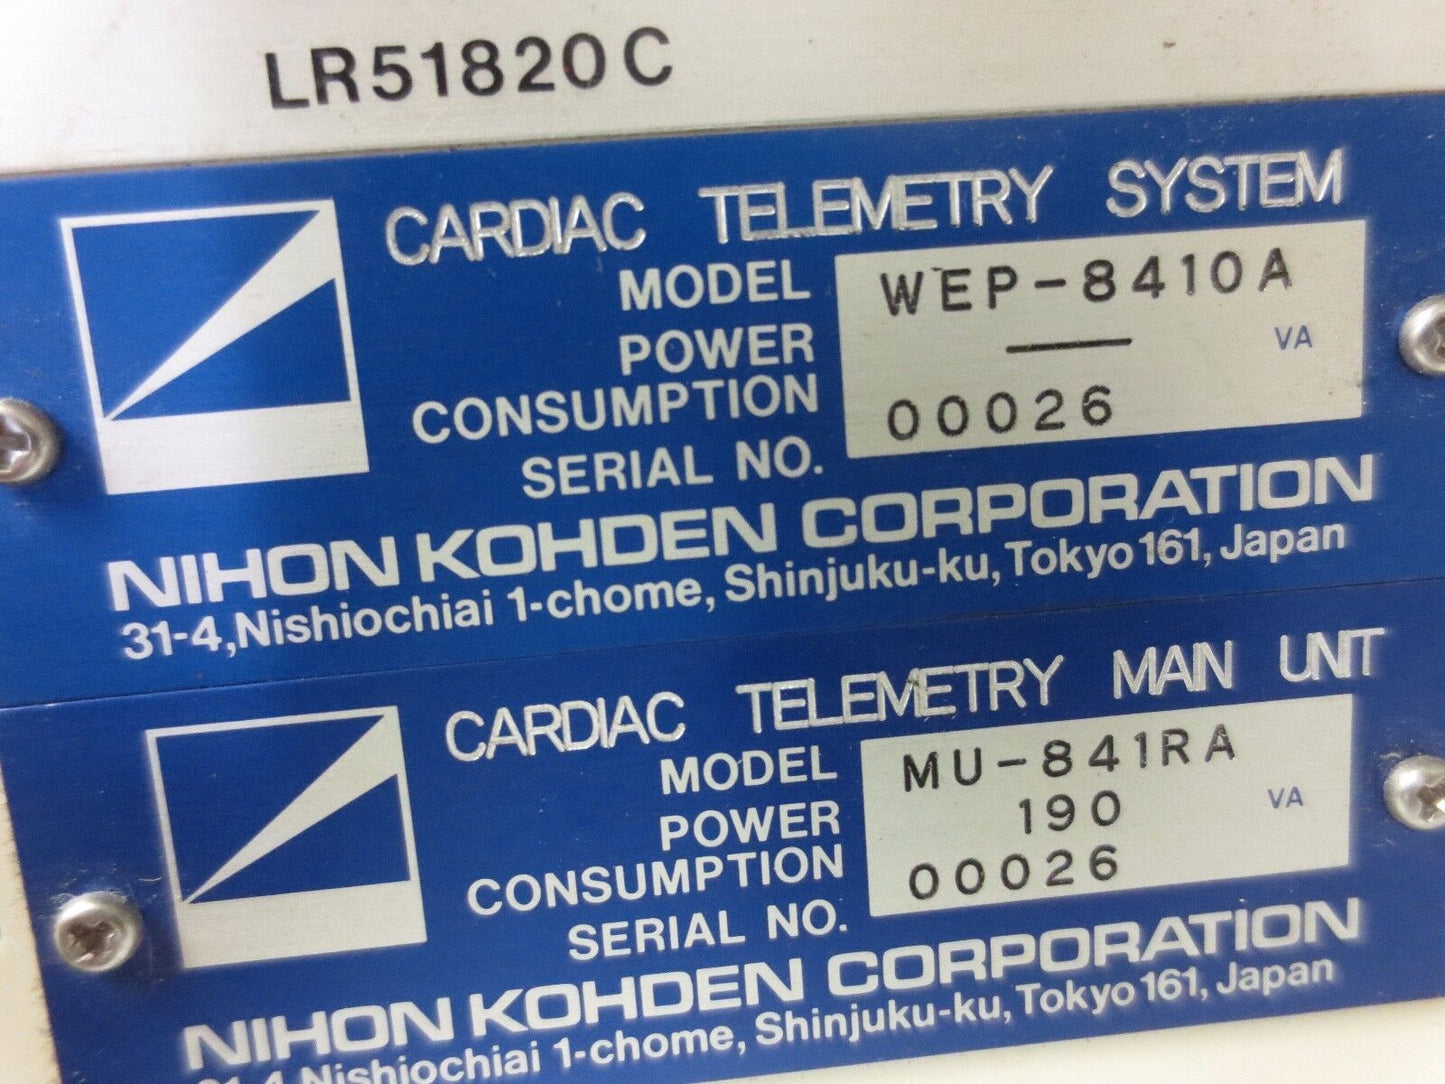 LR51820C
CARDIAC TELEMETRY SYSTEM
MODEL WEP-8410A
POWER CONSUMPTION — VA
SERIAL NO. 00026
NIHON KOHDEN CORPORATION
31-4, Nishiochiai 1-chome, Shinjuku-ku, Tokyo 161, Japan
CARDIAC TELEMETRY MAIN UNIT
MODEL MU-841RA
POWER CONSUMPTION 190 VA
SERIAL NO. 00026
NIHON KOHDEN CORPORATION
31-4, Nishiochiai 1-chome, Shinjuku-ku, Tokyo 161, Japan